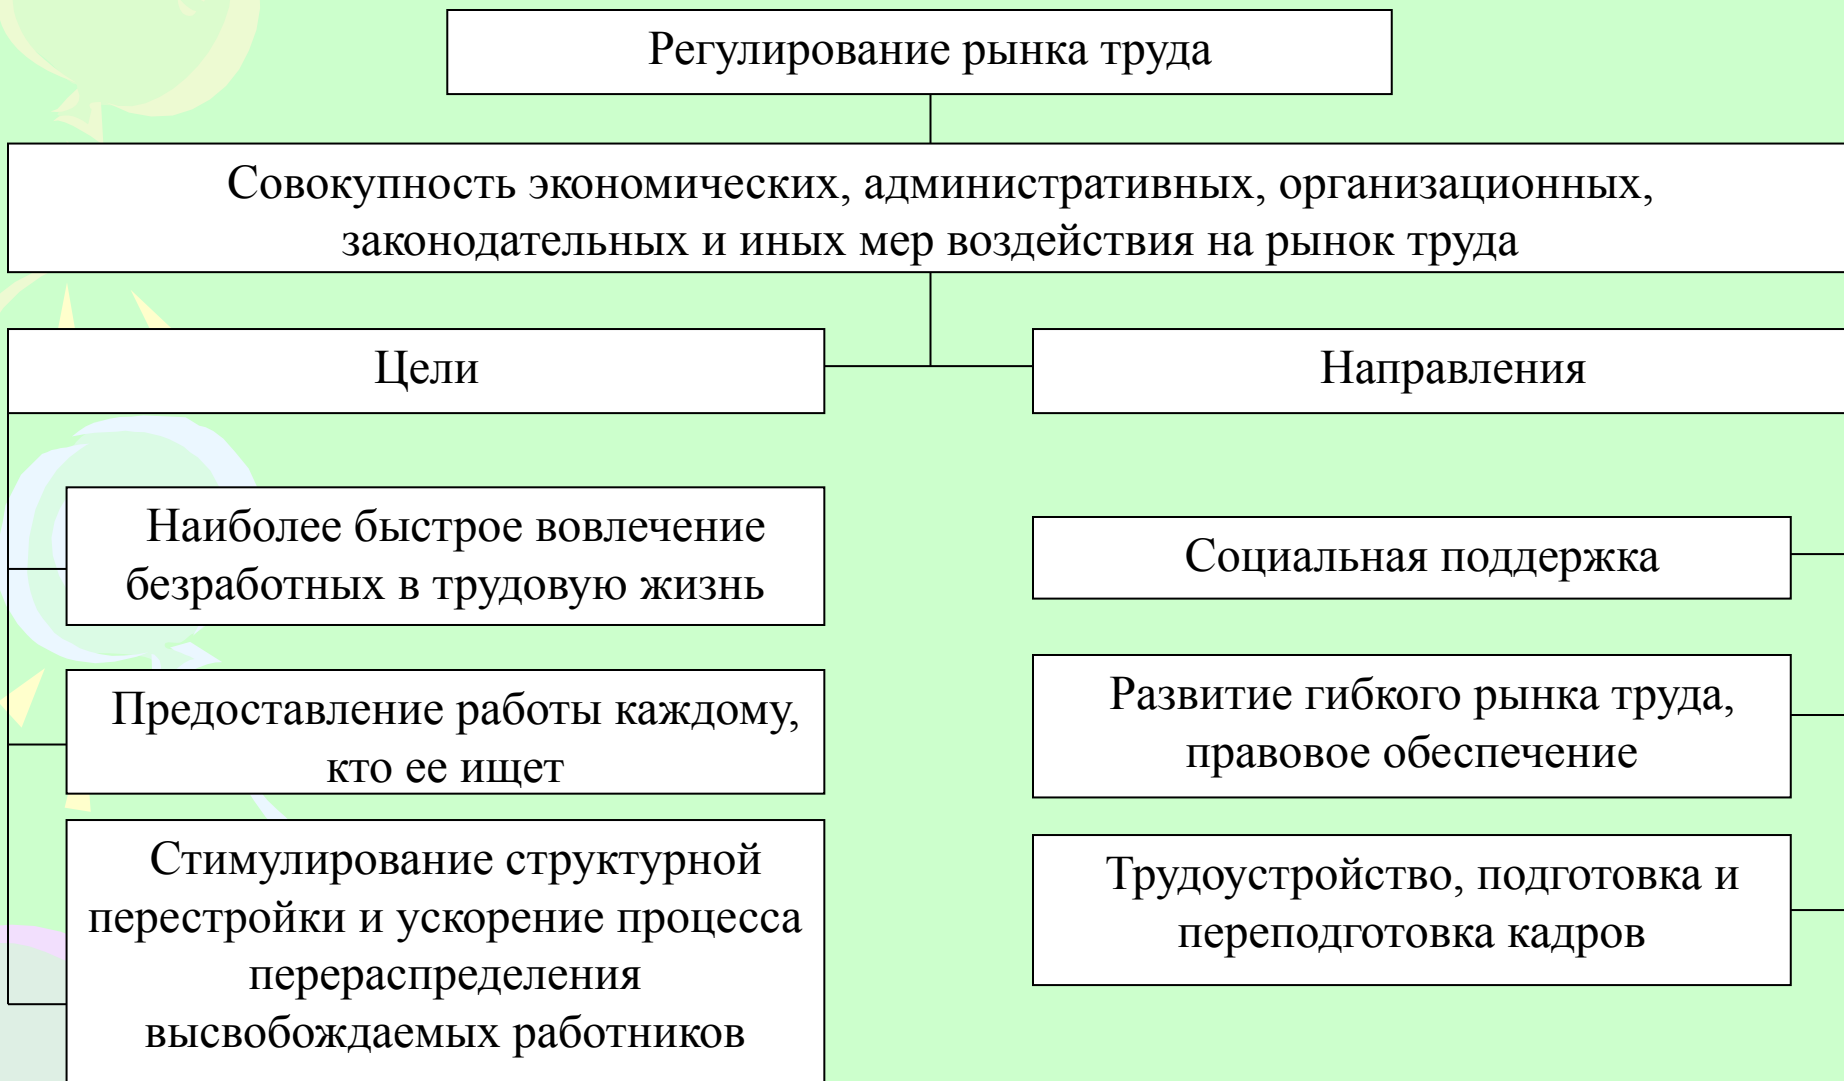 Регулирование рынка труда
Совокупность экономических, административных, организационных,
законодательных и иных мер воздействия на рынок труда
Цели
Направления
Наиболее быстрое вовлечение
безработных в трудовую жизнь
Предоставление работы каждому,
кто ее ищет
Стимулирование структурной
перестройки и ускорение процесса
перераспределения
высвобождаемых работников
Социальная поддержка
Развитие гибкого рынка труда,
правовое обеспечение
Трудоустройство, подготовка и
переподготовка кадров